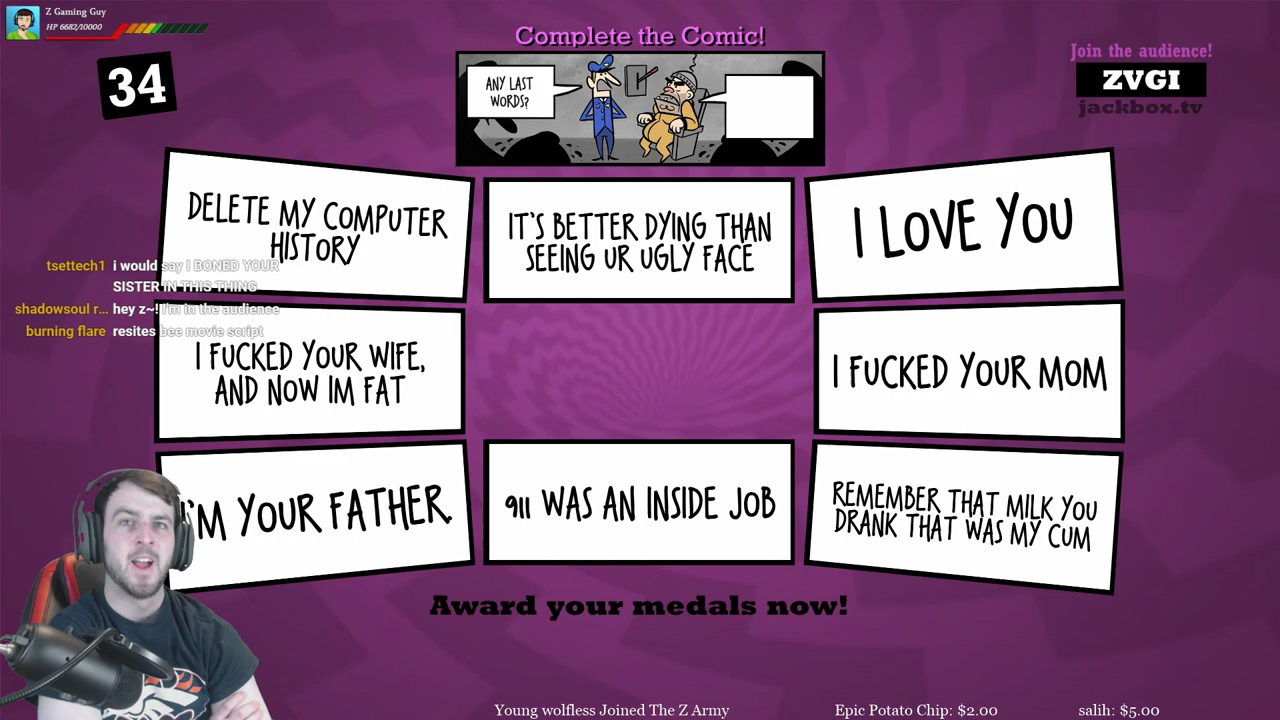 Z Gaming Guy
HP 6682/10000
34
Complete the Comic!
ANY LAST
WORDS?
Join the audience!
ZVGI
jackbox.tv
DELETE MY COMPUTER
HISTORY
IT'S BETTER DYING THAN
SEEING UR UGLY FACE
I LOVE YOU
tsettech1 i would say I BONED YOUR
SISTER IN THIS THING
shadowsoul r... hey z~! i'm in the audience
burning flare resites bee movie script
I FUCKED YOUR WIFE,
AND NOW IM FAT
I FUCKED YOUR MOM
I'M YOUR FATHER.
911 WAS AN INSIDE JOB
REMEMBER THAT MILK YOU
DRANK THAT WAS MY CUM
Award your medals now!
Young wolfless Joined The Z Army
Epic Potato Chip: $2.00
salih: $5.00